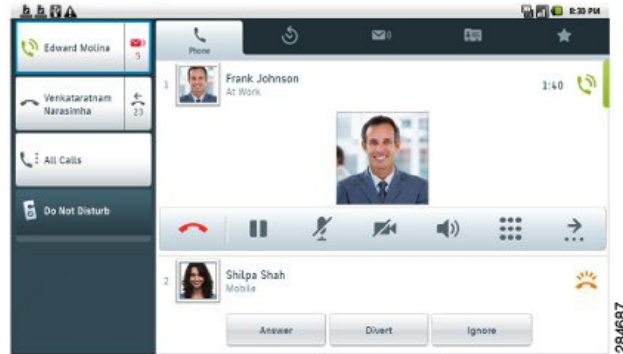 8:30 PM
Edward Molina
5
Venkataratnam
Narasimha
23
All Calls
Do Not Disturb
Phone
1
Frank Johnson
At Work
1:40
2
Shilpa Shah
Mobile
Answer
Divert
Ignore
284687